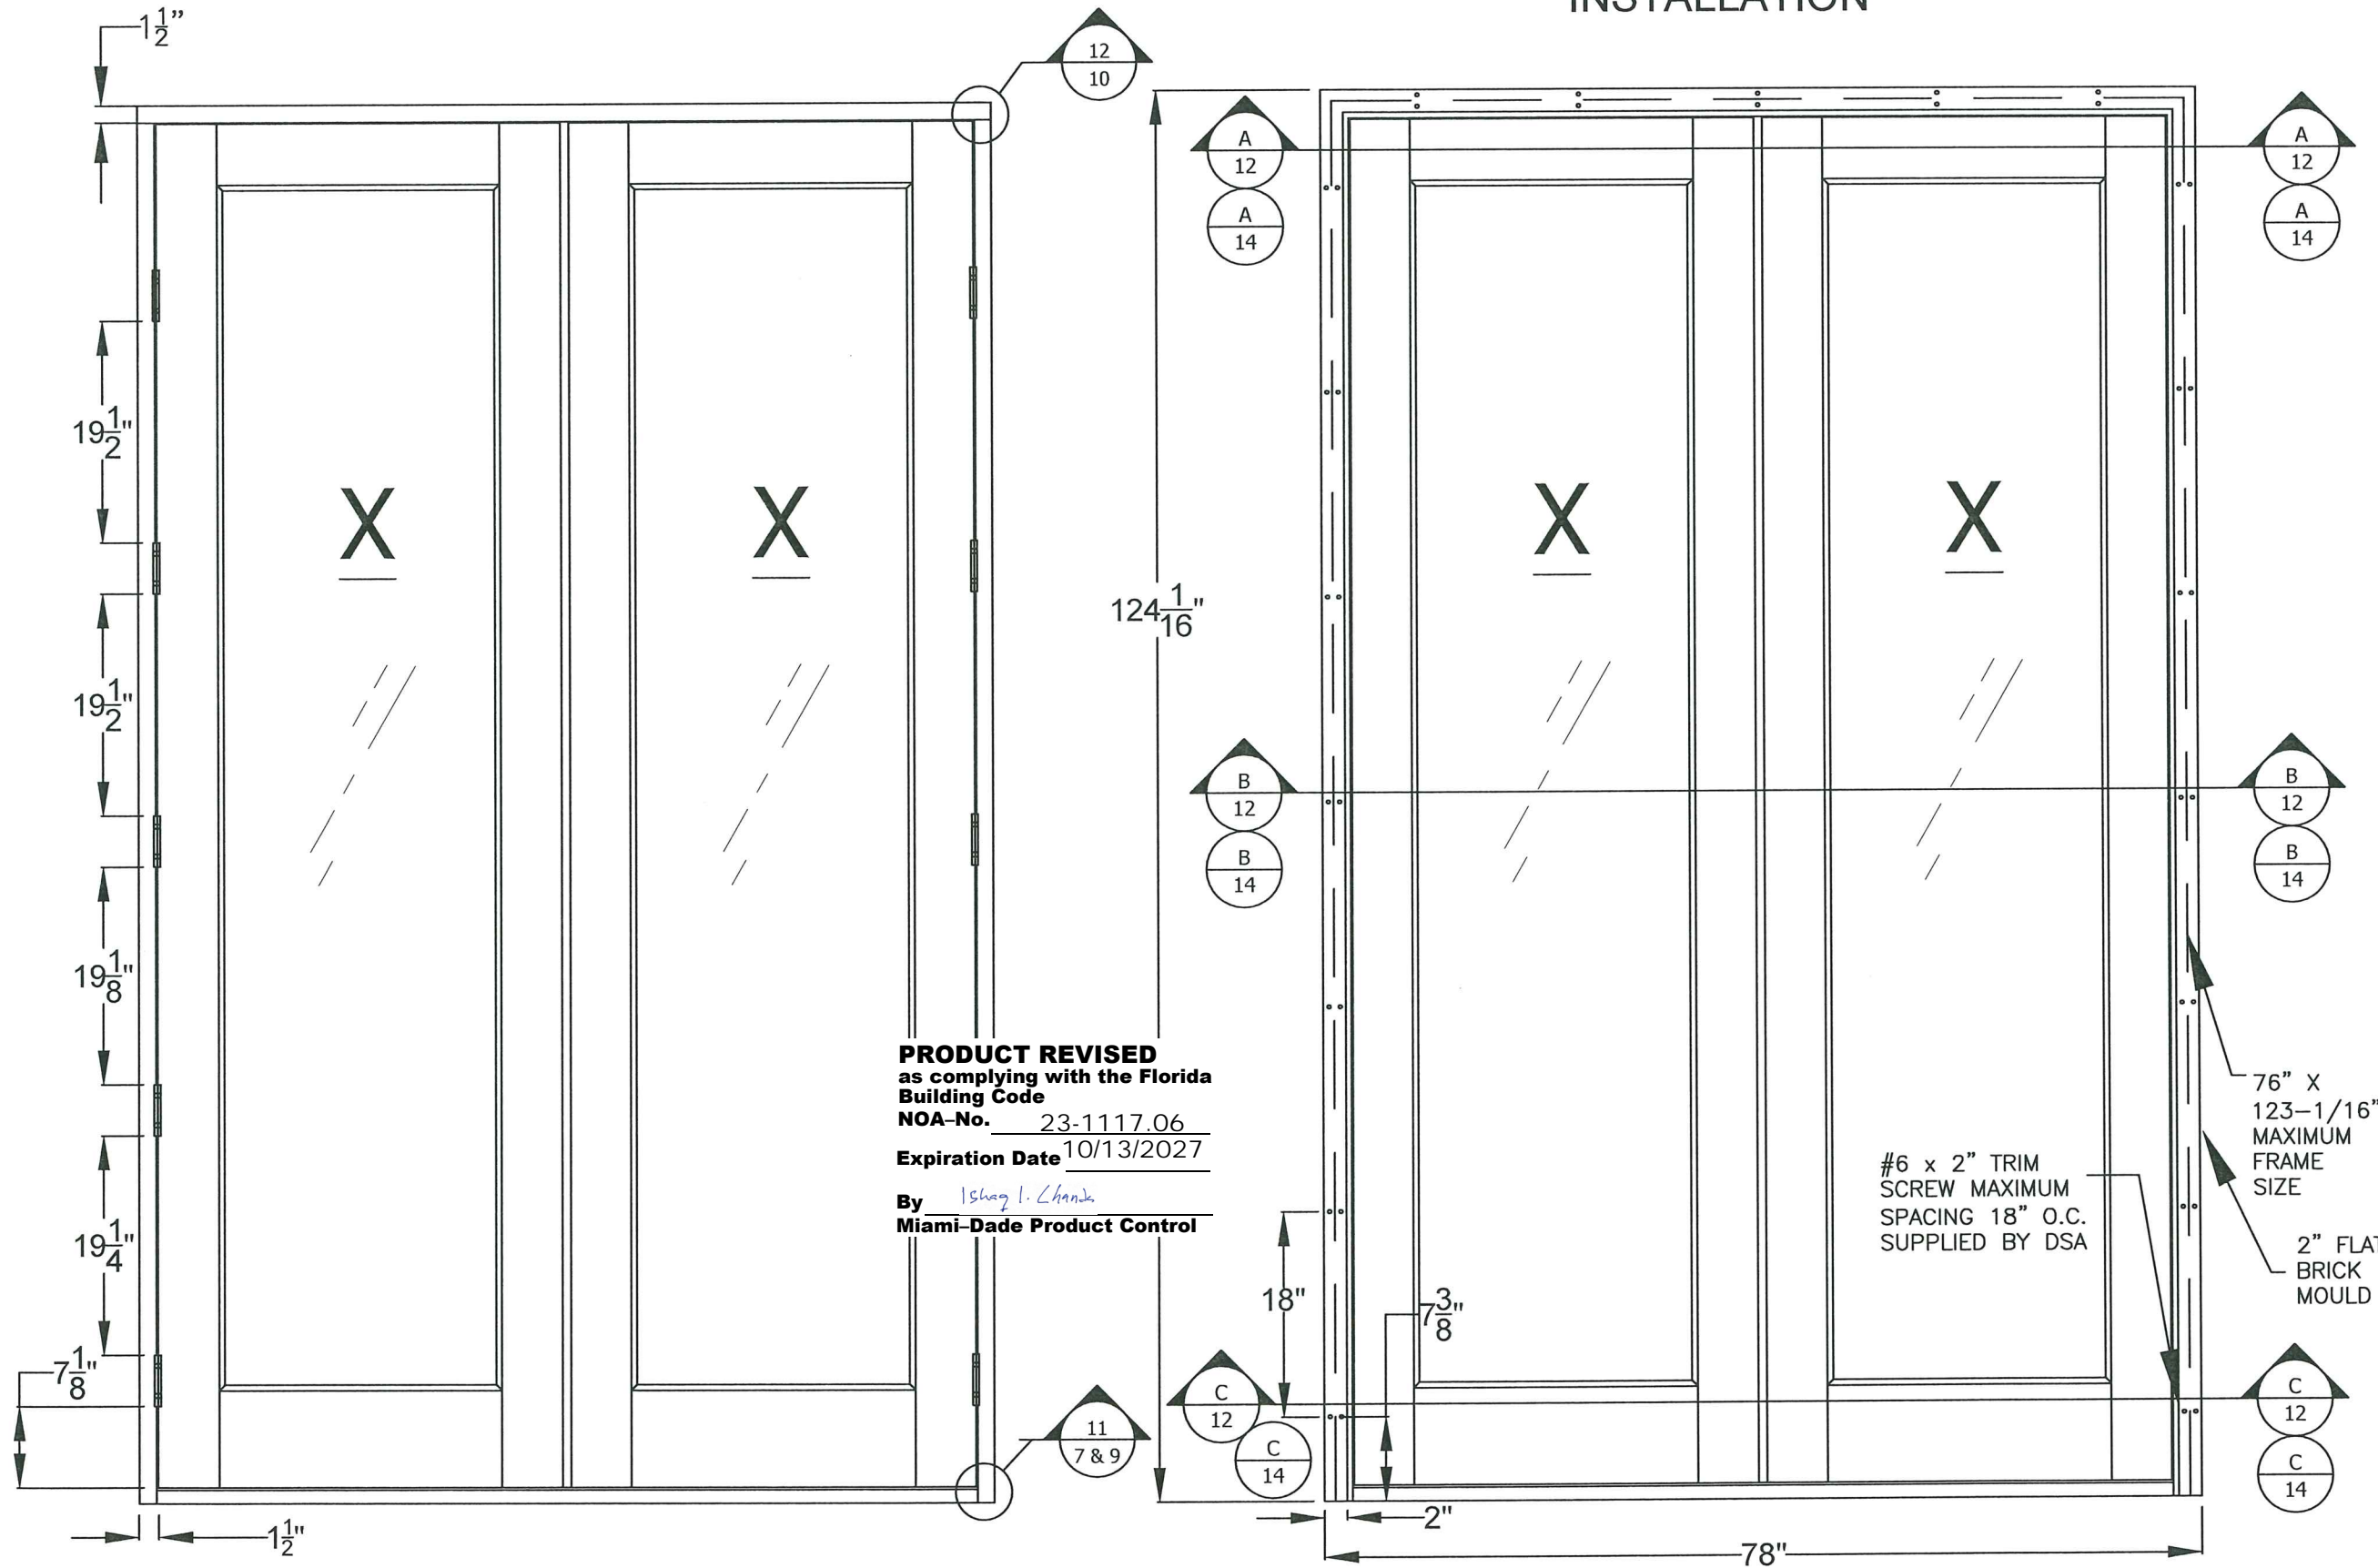 INSTALLATION
1 1/2"
12
10
A
12
A
14
A
12
A
14
19 1/2"
X
X
X
X
124 1/16"
19 1/2"
B
12
B
14
B
12
B
14
19 1/8"
PRODUCT REVISED
as complying with the Florida
Building Code
NOA–No. 23-1117.06
Expiration Date 10/13/2027
By Ishaq I. Chanda
Miami–Dade Product Control
76" X
123–1/16"
MAXIMUM
FRAME
SIZE
#6 x 2" TRIM
SCREW MAXIMUM
SPACING 18" O.C.
SUPPLIED BY DSA
2" FLAT
BRICK
MOULD
19 1/4"
18"
7 3/8"
7 1/8"
11
7 & 9
C
12
C
14
C
12
C
14
1 1/2"
2"
78"